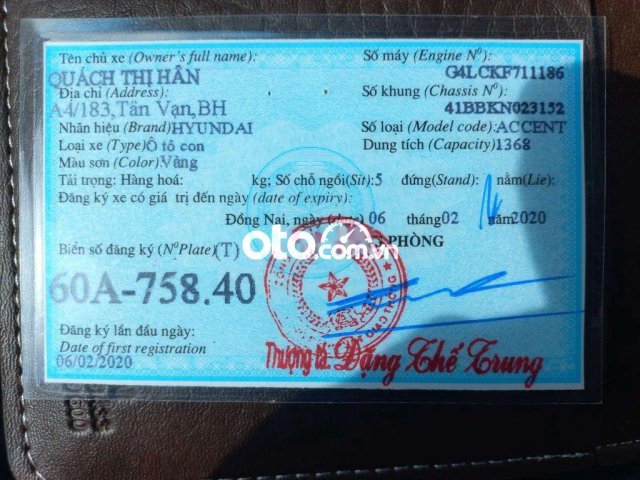 Tên chủ xe (Owner's full name):
QUÁCH THỊ HÂN
Địa chỉ (Address):
A4/183,Tân Vạn,BH
Nhãn hiệu (Brand)HYUNDAI
Loại xe (Type)Ô tô con
Màu sơn (Color):Vàng
Tải trọng: Hàng hoá: kg; Số chỗ ngồi(Sit):5 đứng(Stand): nằm(Lie):
Đăng ký xe có giá trị đến ngày (date of expiry):
Số máy (Engine Nº):
G4LCKF711186
Số khung (Chassis Nº):
41BBKN023152
Số loại (Model code):ACCENT
Dung tích (Capacity)1368
Đồng Nai, ngày (date) 06 tháng 02 năm 2020
PHÒNG
oto.com.vn
Biển số đăng ký (NºPlate)(T)
60A-758.40
Đăng ký lần đầu ngày:
Date of first registration
06/02/2020
Thượng tá: Đặng Thế Trung